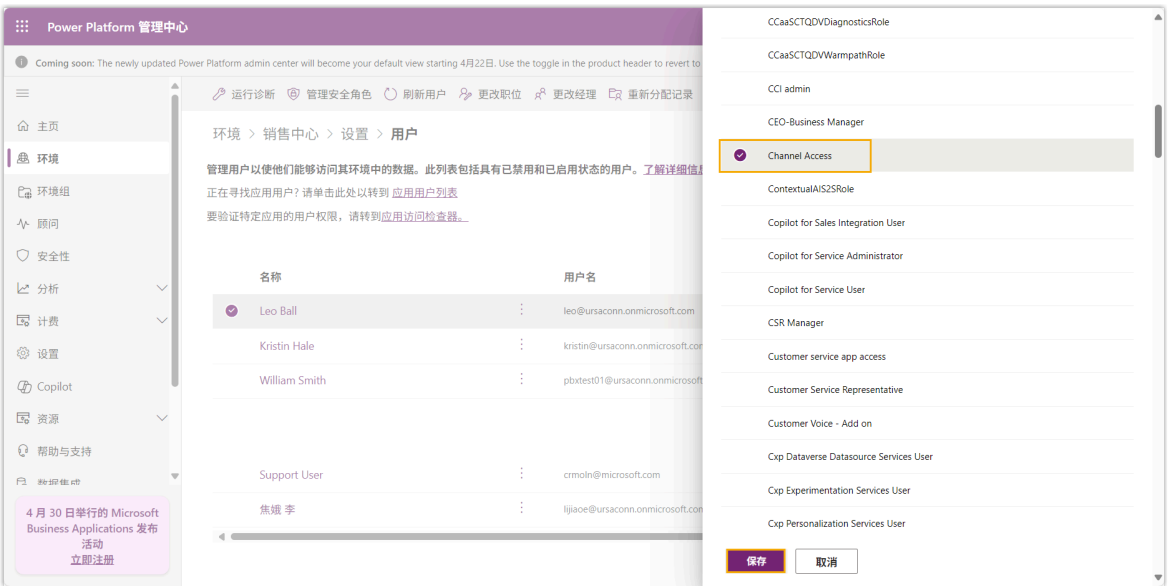 Power Platform 管理中心
Coming soon: The newly updated Power Platform admin center will become your default view starting 4月22日. Use the toggle in the product header to revert to
主页
环境
环境组
顾问
安全性
分析
计费
设置
Copilot
资源
帮助与支持
数据集成
4 月 30 日举行的 Microsoft
Business Applications 发布
活动
立即注册
运行诊断 管理安全角色 刷新用户 更改职位 更改经理 重新分配记录
环境 > 销售中心 > 设置 > 用户
管理用户以使他们能够访问其环境中的数据。此列表包括具有已禁用和已启用状态的用户。了解详细信息
正在寻找应用用户? 请单击此处以转到 应用用户列表
要验证特定应用的用户权限，请转到应用访问检查器。
名称 用户名
Leo Ball leo@ursaconn.onmicrosoft.com
Kristin Hale kristin@ursaconn.onmicrosoft.com
William Smith pbxtest01@ursaconn.onmicrosoft
Support User crmoln@microsoft.com
焦娥 李 lijiaoe@ursaconn.onmicrosoft.com
CCaaSCTQDVDiagnosticsRole
CCaaSCTQDVWarmpathRole
CCI admin
CEO-Business Manager
Channel Access
ContextualAIS2SRole
Copilot for Sales Integration User
Copilot for Service Administrator
Copilot for Service User
CSR Manager
Customer service app access
Customer Service Representative
Customer Voice - Add on
Cxp Dataverse Datasource Services User
Cxp Experimentation Services User
Cxp Personalization Services User
保存 取消